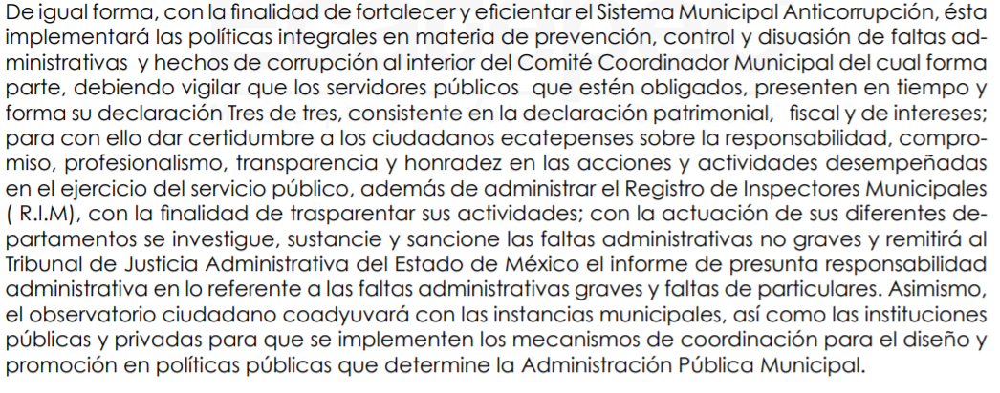 De igual forma, con la finalidad de fortalecer y eficientar el Sistema Municipal Anticorrupción, ésta
implementará las políticas integrales en materia de prevención, control y disuasión de faltas ad-
ministrativas  y hechos de corrupción al interior del Comité Coordinador Municipal del cual forma
parte, debiendo vigilar que los servidores públicos  que estén obligados, presenten en tiempo y
forma su declaración Tres de tres, consistente en la declaración patrimonial,  fiscal y de intereses;
para con ello dar certidumbre a los ciudadanos ecatepenses sobre la responsabilidad, compro-
miso, profesionalismo, transparencia y honradez en las acciones y actividades desempeñadas
en el ejercicio del servicio público, además de administrar el Registro de Inspectores Municipales
( R.I.M), con la finalidad de trasparentar sus actividades; con la actuación de sus diferentes de-
partamentos se investigue, sustancie y sancione las faltas administrativas no graves y remitirá al
Tribunal de Justicia Administrativa del Estado de México el informe de presunta responsabilidad
administrativa en lo referente a las faltas administrativas graves y faltas de particulares. Asimismo,
el observatorio ciudadano coadyuvará con las instancias municipales, así como las instituciones
públicas y privadas para que se implementen los mecanismos de coordinación para el diseño y
promoción en políticas públicas que determine la Administración Pública Municipal.